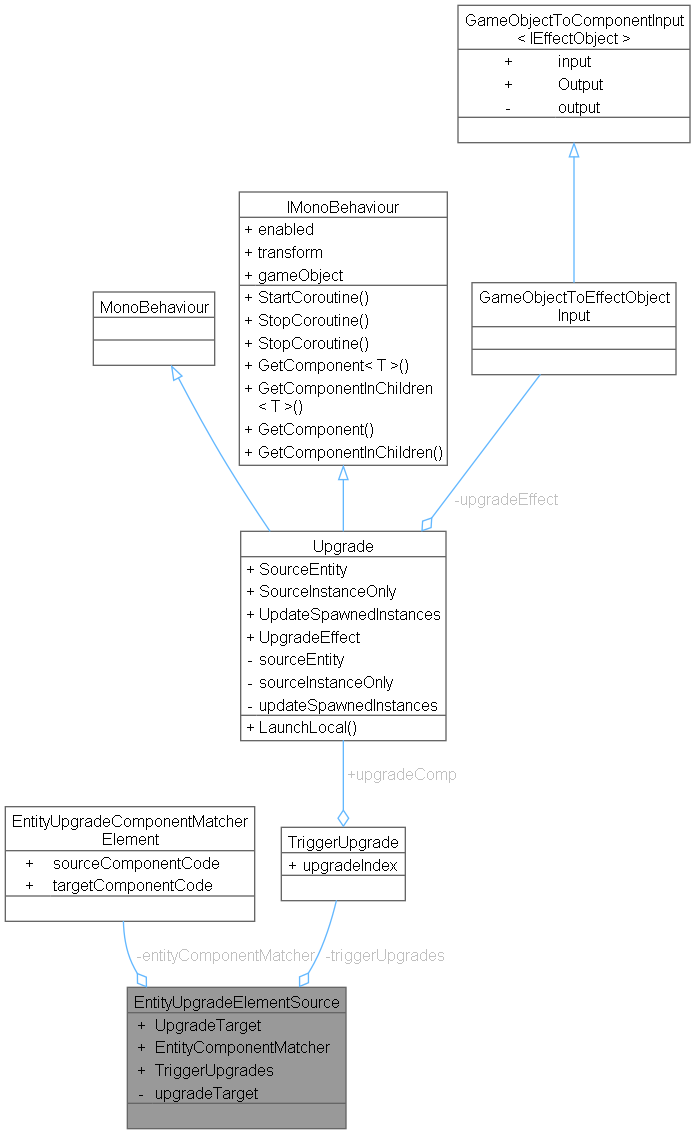 GameObjectToComponentInput
< IEffectObject >
+ input
+ Output
- output
IMonoBehaviour
+ enabled
+ transform
+ gameObject
+ StartCoroutine()
+ StopCoroutine()
+ StopCoroutine()
+ GetComponent< T >()
+ GetComponentInChildren
< T >()
+ GetComponent()
+ GetComponentInChildren()
MonoBehaviour
GameObjectToEffectObject
Input
-upgradeEffect
Upgrade
+ SourceEntity
+ SourceInstanceOnly
+ UpdateSpawnedInstances
+ UpgradeEffect
- sourceEntity
- sourceInstanceOnly
- updateSpawnedInstances
+ LaunchLocal()
+upgradeComp
EntityUpgradeComponentMatcher
Element
+ sourceComponentCode
+ targetComponentCode
TriggerUpgrade
+ upgradeIndex
-entityComponentMatcher
-triggerUpgrades
EntityUpgradeElementSource
+ UpgradeTarget
+ EntityComponentMatcher
+ TriggerUpgrades
- upgradeTarget